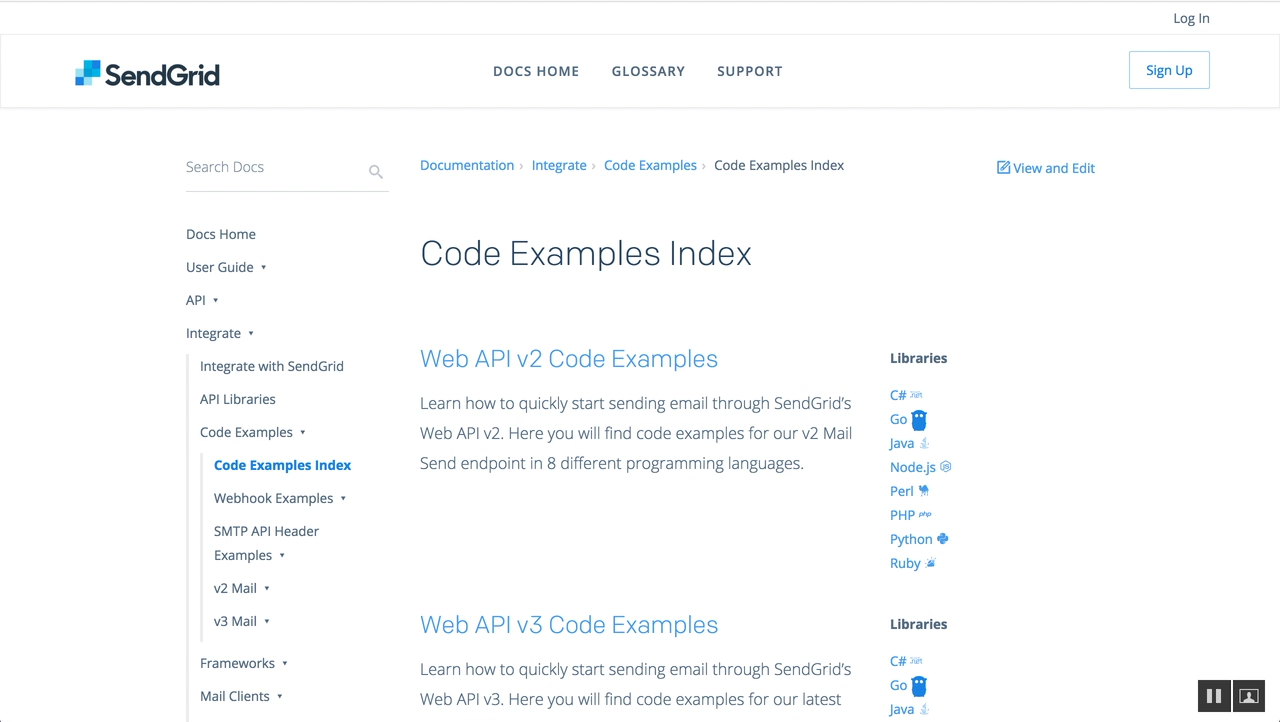 Log In
SendGrid
DOCS HOME GLOSSARY SUPPORT
Sign Up
Search Docs
Documentation › Integrate › Code Examples › Code Examples Index
View and Edit
Docs Home
User Guide
API
Integrate
Integrate with SendGrid
API Libraries
Code Examples
Code Examples Index
Webhook Examples
SMTP API Header
Examples
v2 Mail
v3 Mail
Frameworks
Mail Clients
Code Examples Index
Web API v2 Code Examples
Learn how to quickly start sending email through SendGrid’s
Web API v2. Here you will find code examples for our v2 Mail
Send endpoint in 8 different programming languages.
Libraries
C# .net
Go
Java
Node.js
Perl
PHP php
Python
Ruby
Web API v3 Code Examples
Learn how to quickly start sending email through SendGrid’s
Web API v3. Here you will find code examples for our latest
Libraries
C# .net
Go
Java